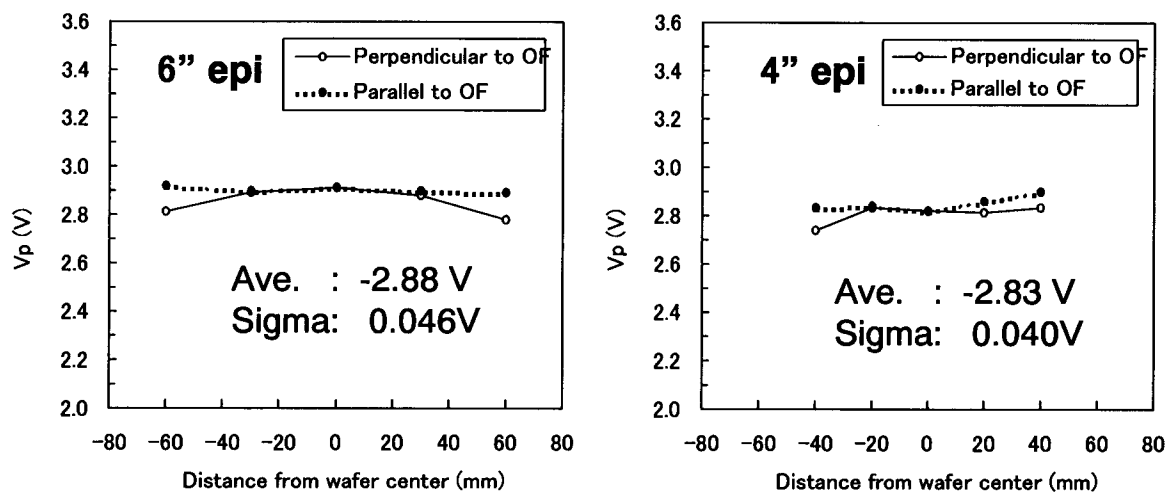 6” epi
Perpendicular to OF
Parallel to OF
3.6
3.4
3.2
3.0
2.8
2.6
2.4
2.2
2.0
Vp (V)
Ave. : -2.88 V
Sigma: 0.046V
-80 -60 -40 -20 0 20 40 60 80
Distance from wafer center (mm)
4” epi
Perpendicular to OF
Parallel to OF
3.6
3.4
3.2
3.0
2.8
2.6
2.4
2.2
2.0
Vp (V)
Ave. : -2.83 V
Sigma: 0.040V
-80 -60 -40 -20 0 20 40 60 80
Distance from wafer center (mm)